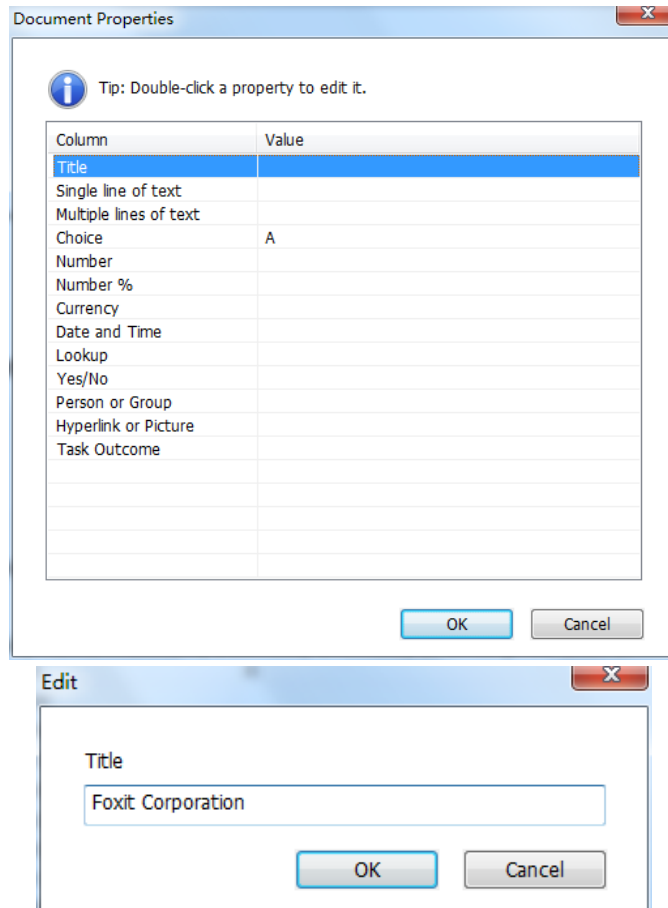 Document Properties
Tip: Double-click a property to edit it.
Column Value
Title
Single line of text
Multiple lines of text
Choice A
Number
Number %
Currency
Date and Time
Lookup
Yes/No
Person or Group
Hyperlink or Picture
Task Outcome
OK Cancel
Edit
Title
Foxit Corporation
OK Cancel